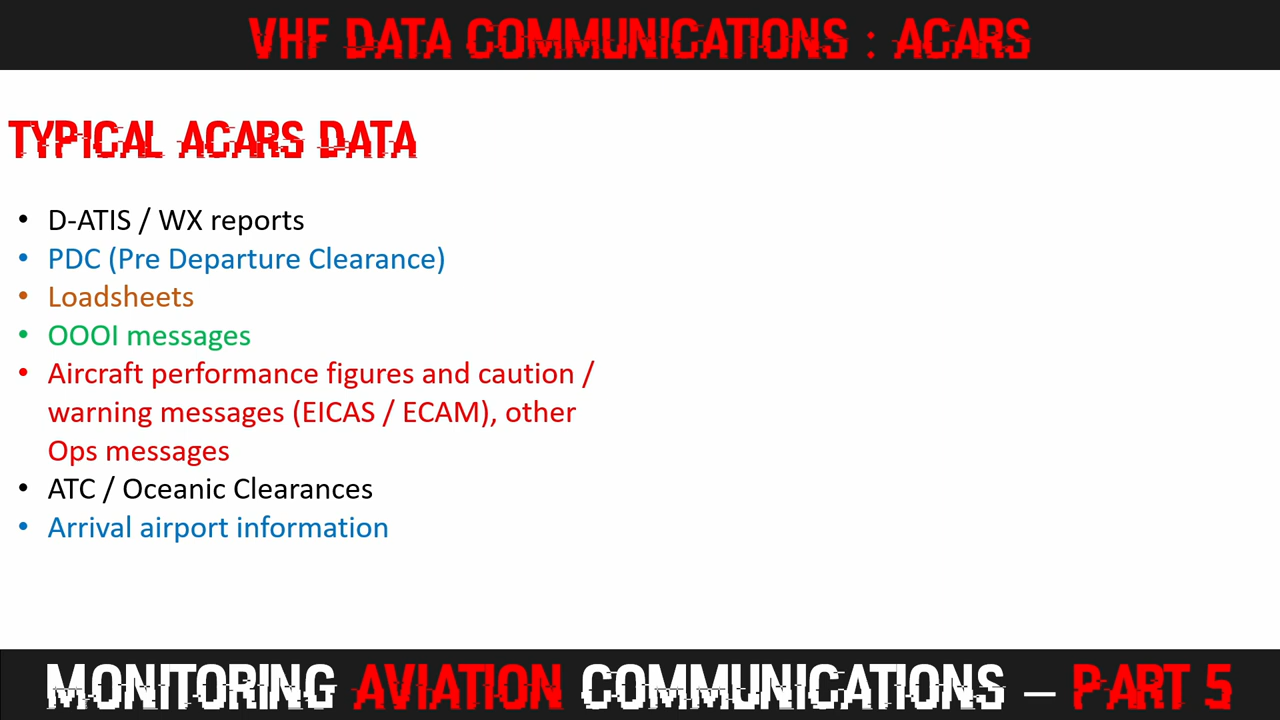 VHF DATA COMMUNICATIONS : ACARS
TYPICAL ACARS DATA
• D-ATIS / WX reports
• PDC (Pre Departure Clearance)
• Loadsheets
• OOOI messages
• Aircraft performance figures and caution /
warning messages (EICAS / ECAM), other
Ops messages
• ATC / Oceanic Clearances
• Arrival airport information
MONITORING AVIATION COMMUNICATIONS – PART 5